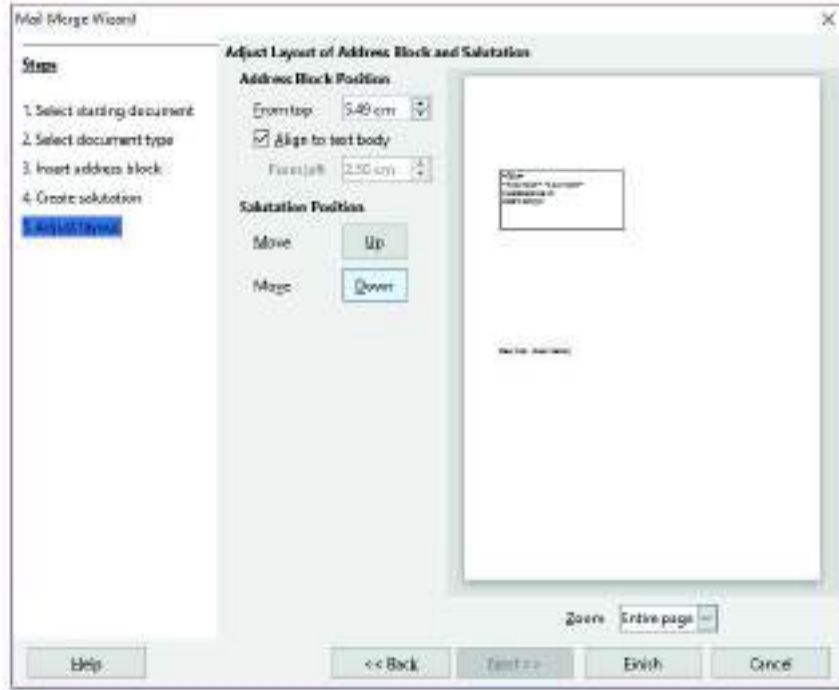 Mail Merge Wizard
Steps
1. Select starting document
2. Select document type
3. Insert address block
4. Create salutation
5. Adjust layout
Adjust Layout of Address Block and Salutation
Address Block Position
From top 5.49 cm
Align to text body
From left 2.50 cm
Salutation Position
Move Up
Move Down
Zoom Entire page
Help
<< Back
Next >>
Finish
Cancel